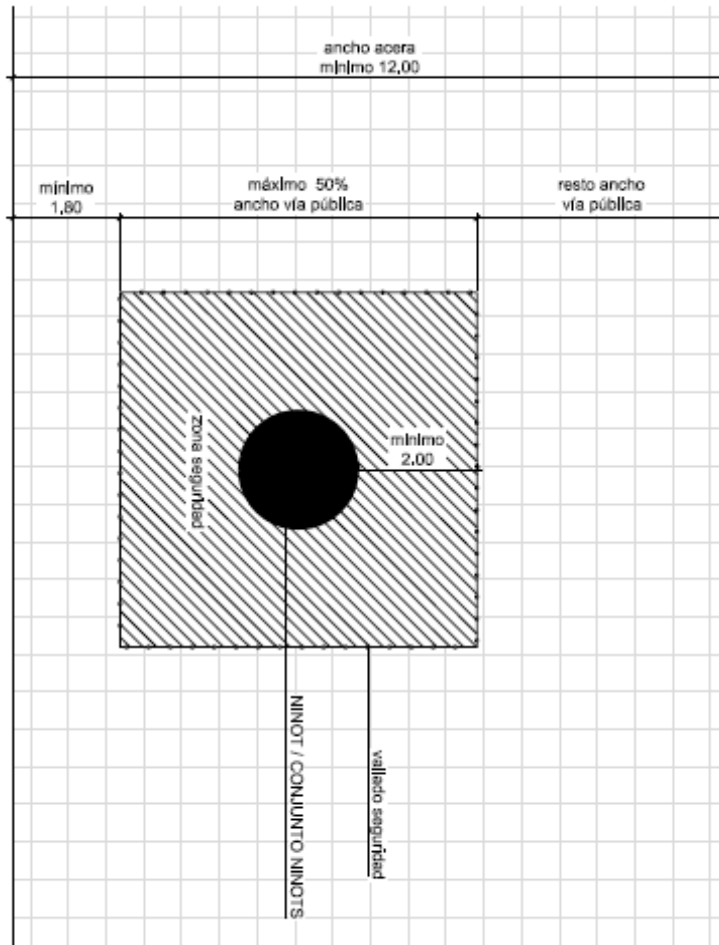 ancho acera
mínimo 12,00
mínimo
1,80
máximo 50%
ancho vía pública
resto ancho
vía pública
zona seguridad
mínimo
2,00
NINOT / CONJUNTO NINOTS
vallado seguridad